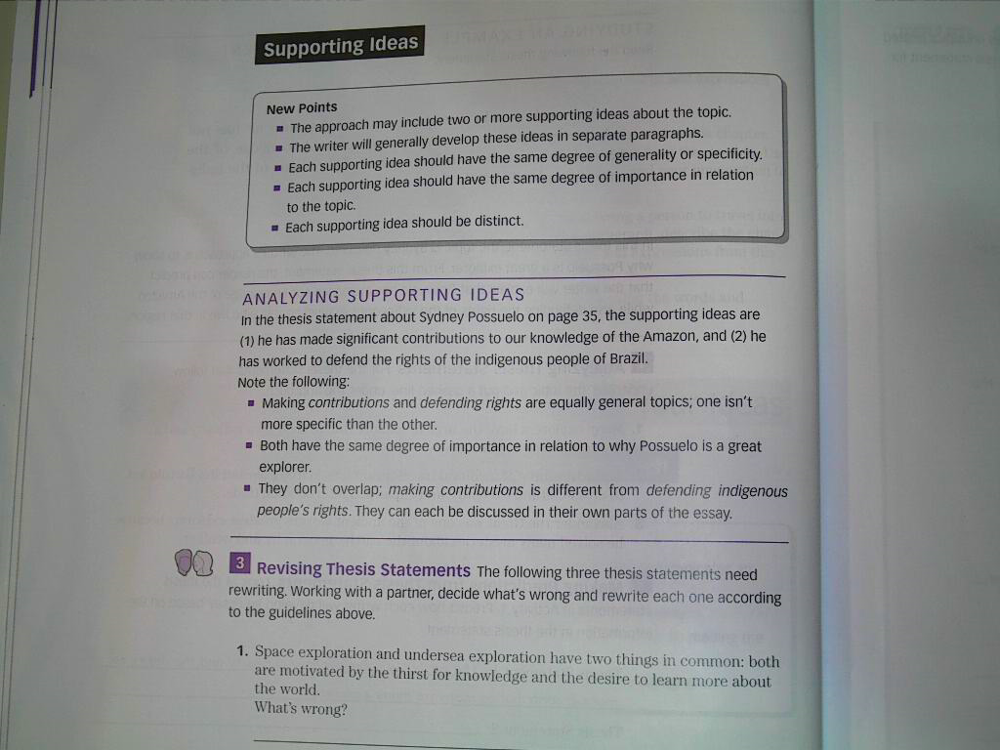 Supporting Ideas
New Points
▪ The approach may include two or more supporting ideas about the topic.
▪ The writer will generally develop these ideas in separate paragraphs.
▪ Each supporting idea should have the same degree of generality or specificity.
▪ Each supporting idea should have the same degree of importance in relation
to the topic.
▪ Each supporting idea should be distinct.
ANALYZING SUPPORTING IDEAS
In the thesis statement about Sydney Possuelo on page 35, the supporting ideas are
(1) he has made significant contributions to our knowledge of the Amazon, and (2) he
has worked to defend the rights of the indigenous people of Brazil.
Note the following:
▪ Making contributions and defending rights are equally general topics; one isn't
more specific than the other.
▪ Both have the same degree of importance in relation to why Possuelo is a great
explorer.
▪ They don't overlap; making contributions is different from defending indigenous
people's rights. They can each be discussed in their own parts of the essay.
3 Revising Thesis Statements The following three thesis statements need
rewriting. Working with a partner, decide what's wrong and rewrite each one according
to the guidelines above.
1. Space exploration and undersea exploration have two things in common: both
are motivated by the thirst for knowledge and the desire to learn more about
the world.
What's wrong?